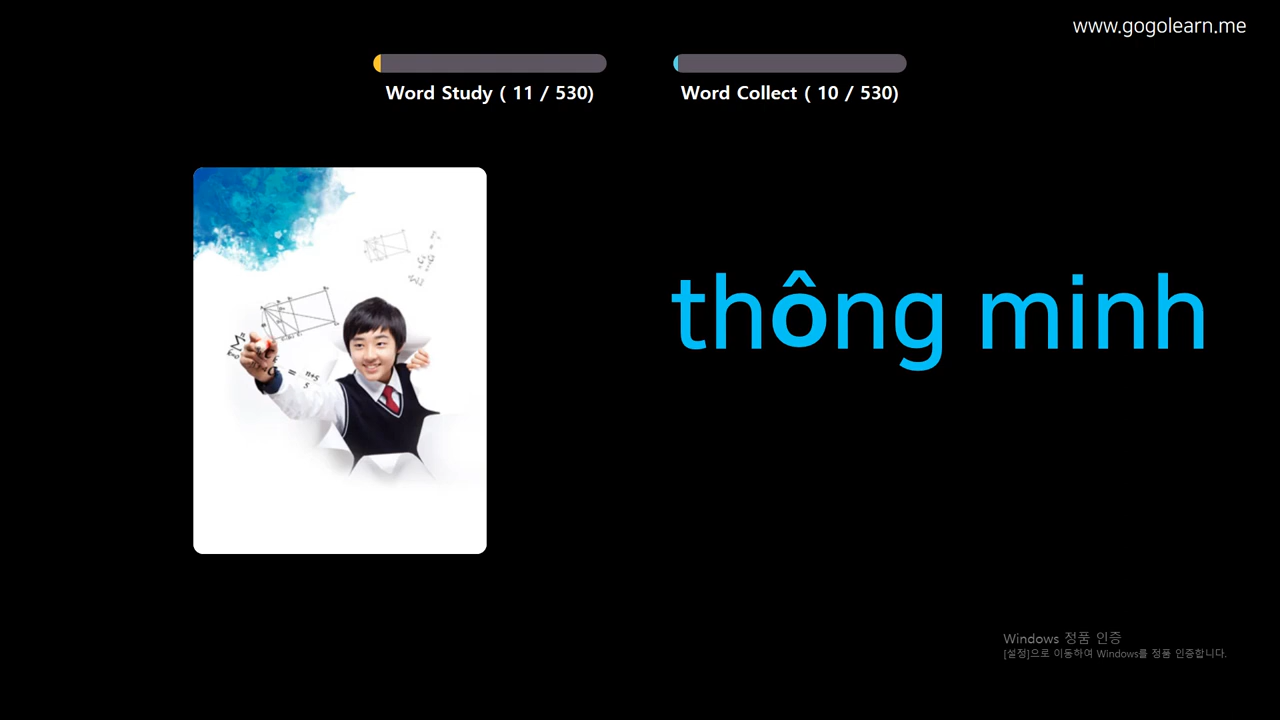 www.gogolearn.me
Word Study ( 11 / 530)
Word Collect ( 10 / 530)
thông minh
Windows 정품 인증
[설정]으로 이동하여 Windows를 정품 인증합니다.